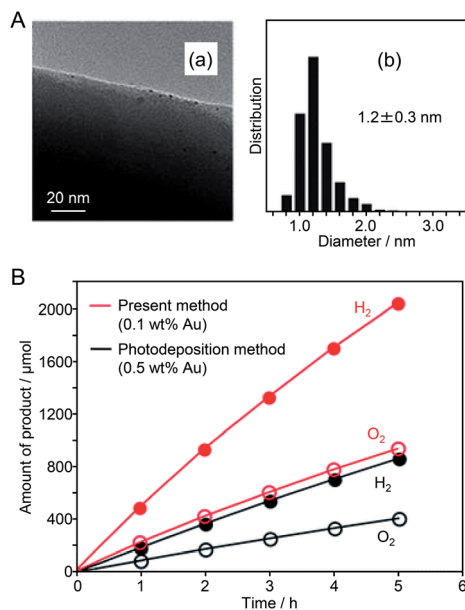 A
(a)
20 nm
(b)
1.2±0.3 nm
Distribution
1.0 2.0 3.0
Diameter / nm
B
Present method
(0.1 wt% Au)
Photodeposition method
(0.5 wt% Au)
H₂
O₂
H₂
O₂
Amount of product / μmol
2000
1600
1200
800
400
0
0 1 2 3 4 5 6
Time / h